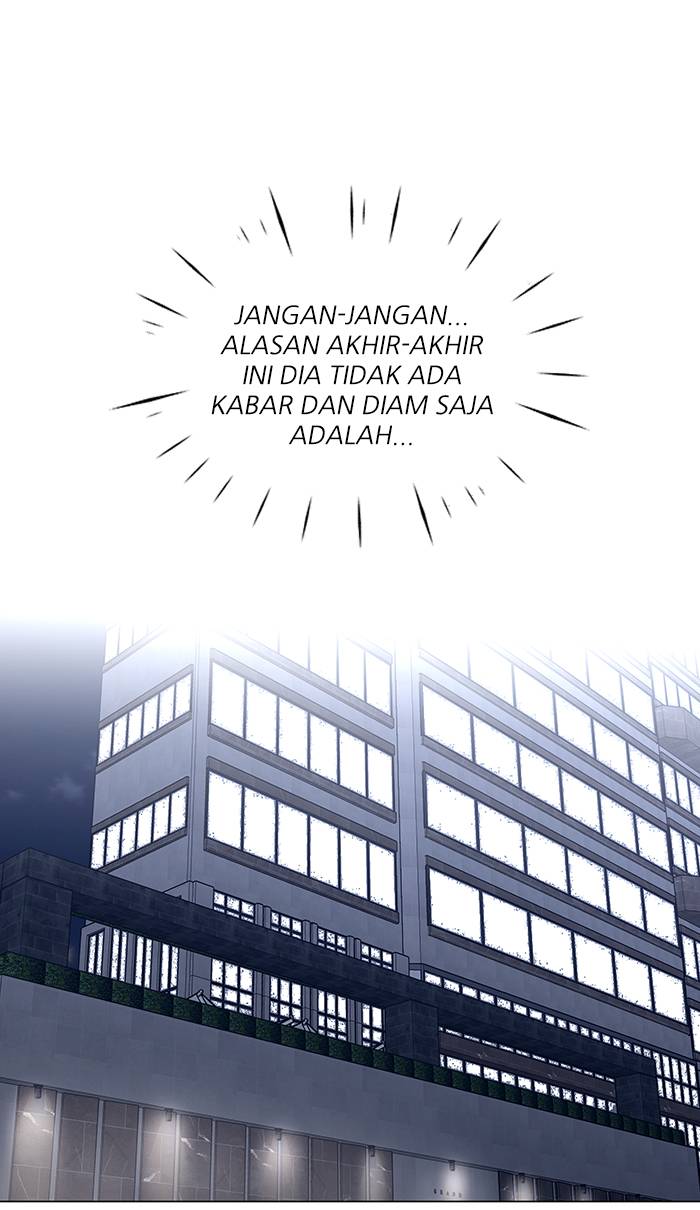 JANGAN-JANGAN...
ALASAN AKHIR-AKHIR
INI DIA TIDAK ADA
KABAR DAN DIAM SAJA
ADALAH...